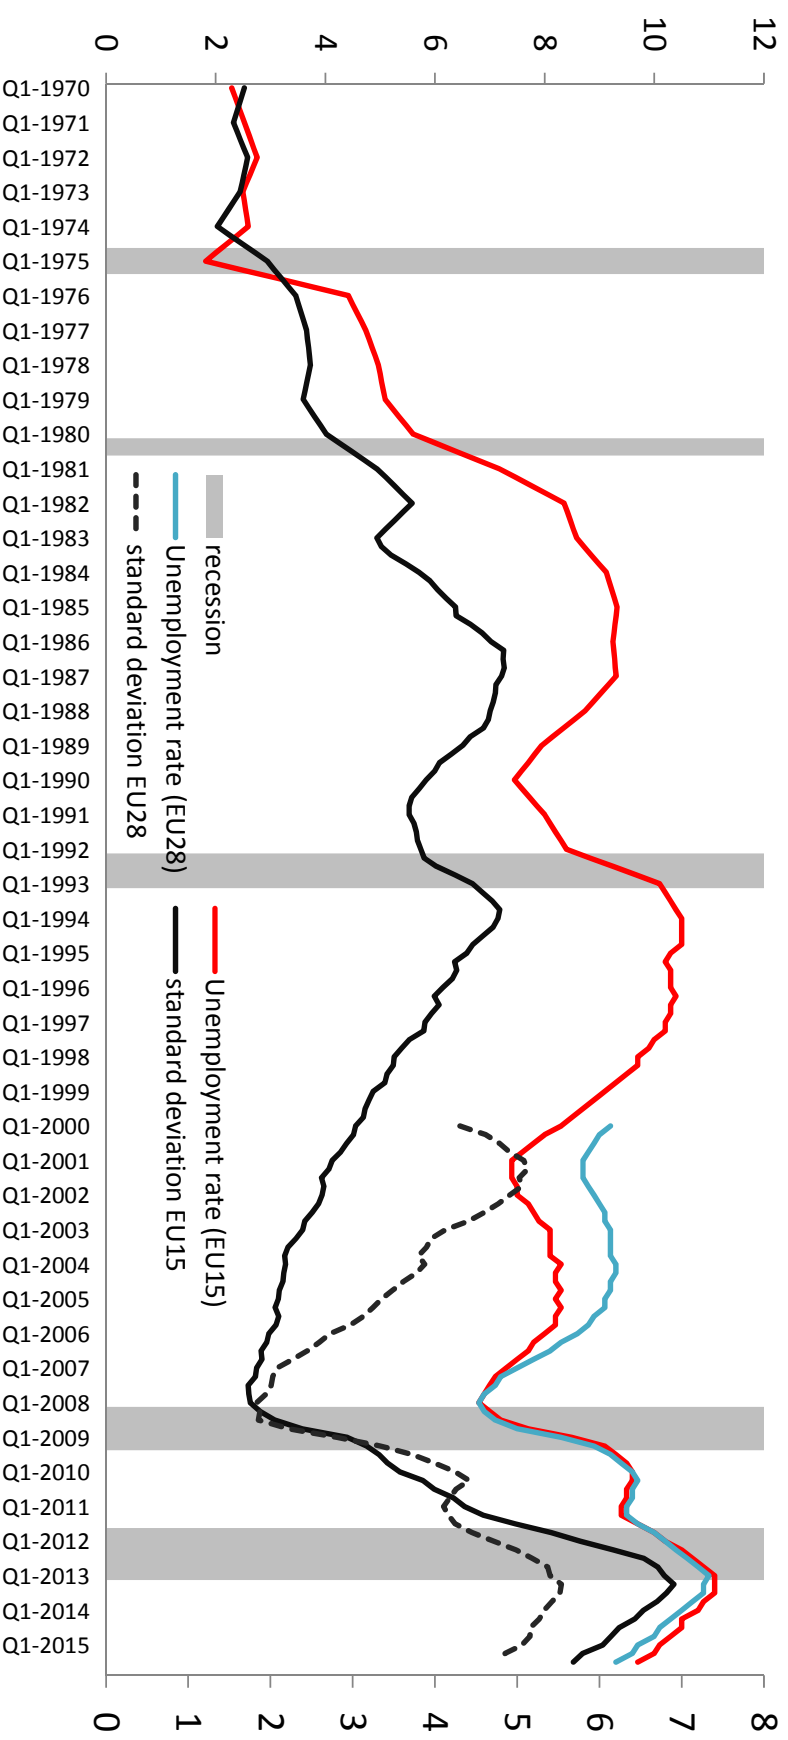 0 2 4 6 8 10 12
Q1-1970
Q1-1971
Q1-1972
Q1-1973
Q1-1974
Q1-1975
Q1-1976
Q1-1977
Q1-1978
Q1-1979
Q1-1980
Q1-1981
Q1-1982
Q1-1983
Q1-1984
Q1-1985
Q1-1986
Q1-1987
Q1-1988
Q1-1989
Q1-1990
Q1-1991
Q1-1992
Q1-1993
Q1-1994
Q1-1995
Q1-1996
Q1-1997
Q1-1998
Q1-1999
Q1-2000
Q1-2001
Q1-2002
Q1-2003
Q1-2004
Q1-2005
Q1-2006
Q1-2007
Q1-2008
Q1-2009
Q1-2010
Q1-2011
Q1-2012
Q1-2013
Q1-2014
Q1-2015
recession
Unemployment rate (EU28)
standard deviation EU28
Unemployment rate (EU15)
standard deviation EU15
0 1 2 3 4 5 6 7 8